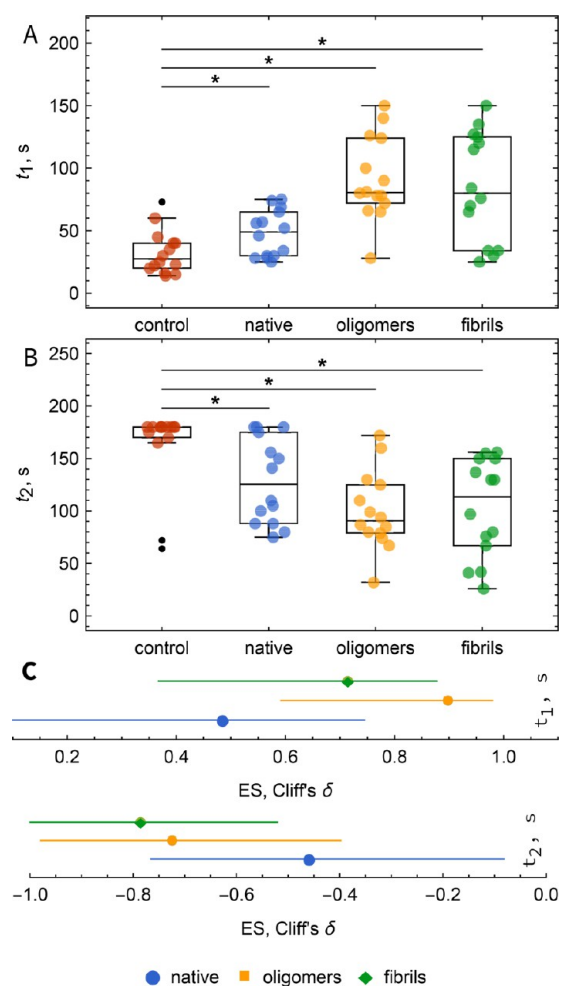 A
200
150
100
50
0
t1, s
* * *
control native oligomers fibrils
B
250
200
150
100
50
0
t2, s
* * *
control native oligomers fibrils
C
t1, s
0.2 0.4 0.6 0.8 1.0
ES, Cliff's δ
t2, s
−1.0 −0.8 −0.6 −0.4 −0.2 0.0
ES, Cliff's δ
native oligomers fibrils